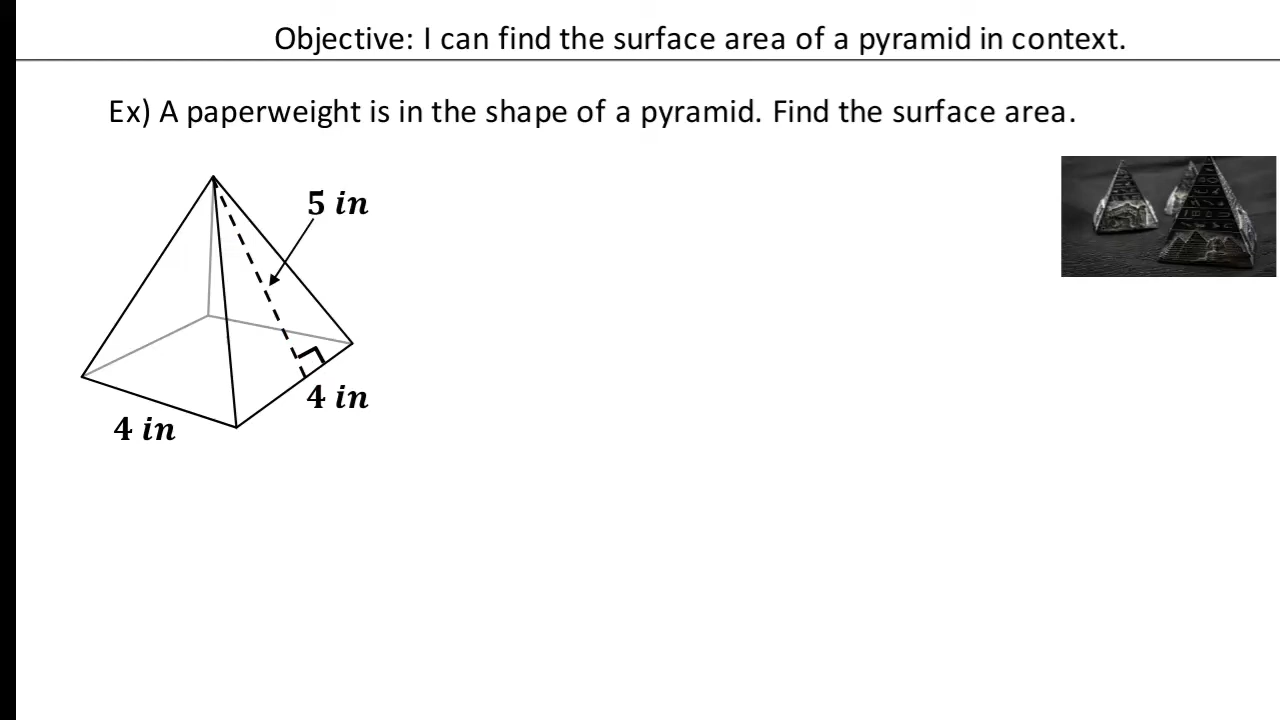 Objective: I can find the surface area of a pyramid in context.
Ex) A paperweight is in the shape of a pyramid. Find the surface area.
5 in
4 in
4 in